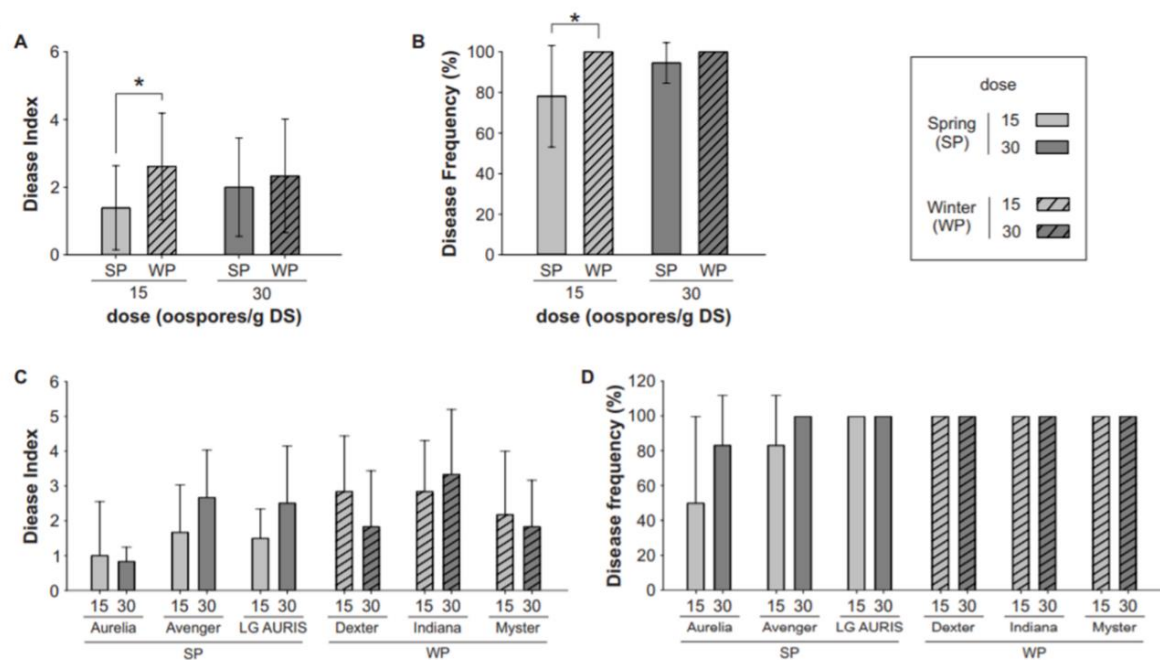 A
Diease Index
6
4
2
0
*
SP WP SP WP
15 30
dose (oospores/g DS)
B
Disease Frequency (%)
100
80
60
40
20
0
*
SP WP SP WP
15 30
dose (oospores/g DS)
dose
Spring
(SP)
15
30
Winter
(WP)
15
30
C
Diease Index
6
5
4
3
2
1
0
15 30 15 30 15 30 15 30 15 30 15 30
Aurelia Avenger LG AURIS Dexter Indiana Myster
SP WP
D
Disease frequency (%)
120
100
80
60
40
20
0
15 30 15 30 15 30 15 30 15 30 15 30
Aurelia Avenger LG AURIS Dexter Indiana Myster
SP WP